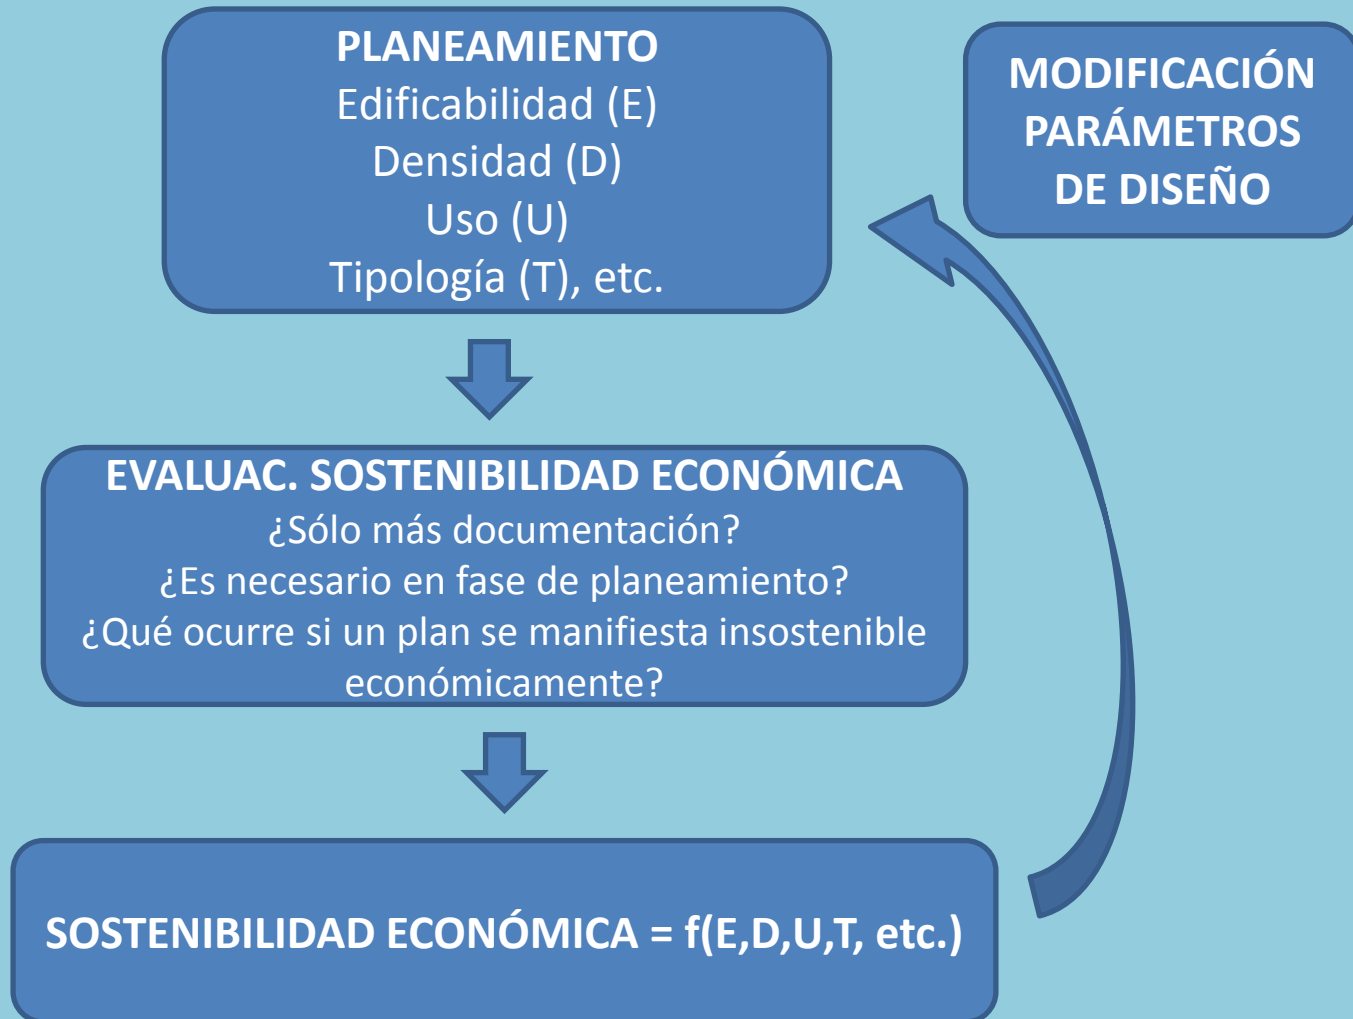 PLANEAMIENTO
Edificabilidad (E)
Densidad (D)
Uso (U)
Tipología (T), etc.
MODIFICACIÓN
PARÁMETROS
DE DISEÑO
EVALUAC. SOSTENIBILIDAD ECONÓMICA
¿Sólo más documentación?
¿Es necesario en fase de planeamiento?
¿Qué ocurre si un plan se manifiesta insostenible
económicamente?
SOSTENIBILIDAD ECONÓMICA = f(E,D,U,T, etc.)